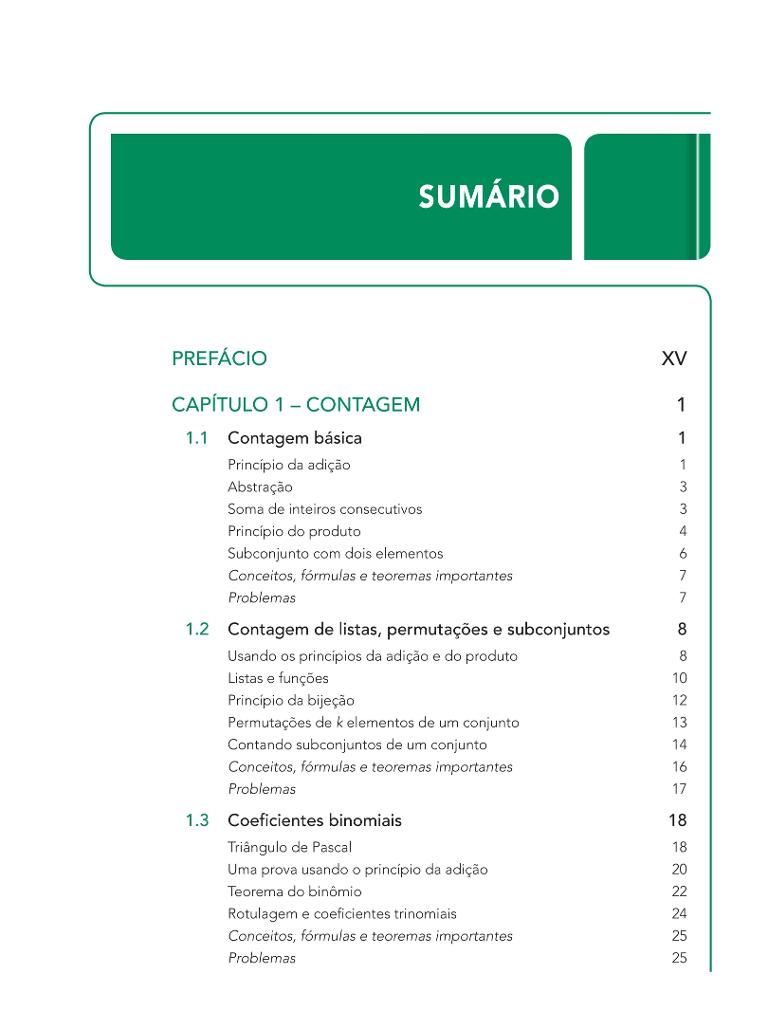 SUMÁRIO
PREFÁCIO XV
CAPÍTULO 1 – CONTAGEM 1
1.1 Contagem básica 1
Princípio da adição 1
Abstração 3
Soma de inteiros consecutivos 3
Princípio do produto 4
Subconjunto com dois elementos 6
Conceitos, fórmulas e teoremas importantes 7
Problemas 7
1.2 Contagem de listas, permutações e subconjuntos 8
Usando os princípios da adição e do produto 8
Listas e funções 10
Princípio da bijeção 12
Permutações de k elementos de um conjunto 13
Contando subconjuntos de um conjunto 14
Conceitos, fórmulas e teoremas importantes 16
Problemas 17
1.3 Coeficientes binomiais 18
Triângulo de Pascal 18
Uma prova usando o princípio da adição 20
Teorema do binômio 22
Rotulagem e coeficientes trinomiais 24
Conceitos, fórmulas e teoremas importantes 25
Problemas 25